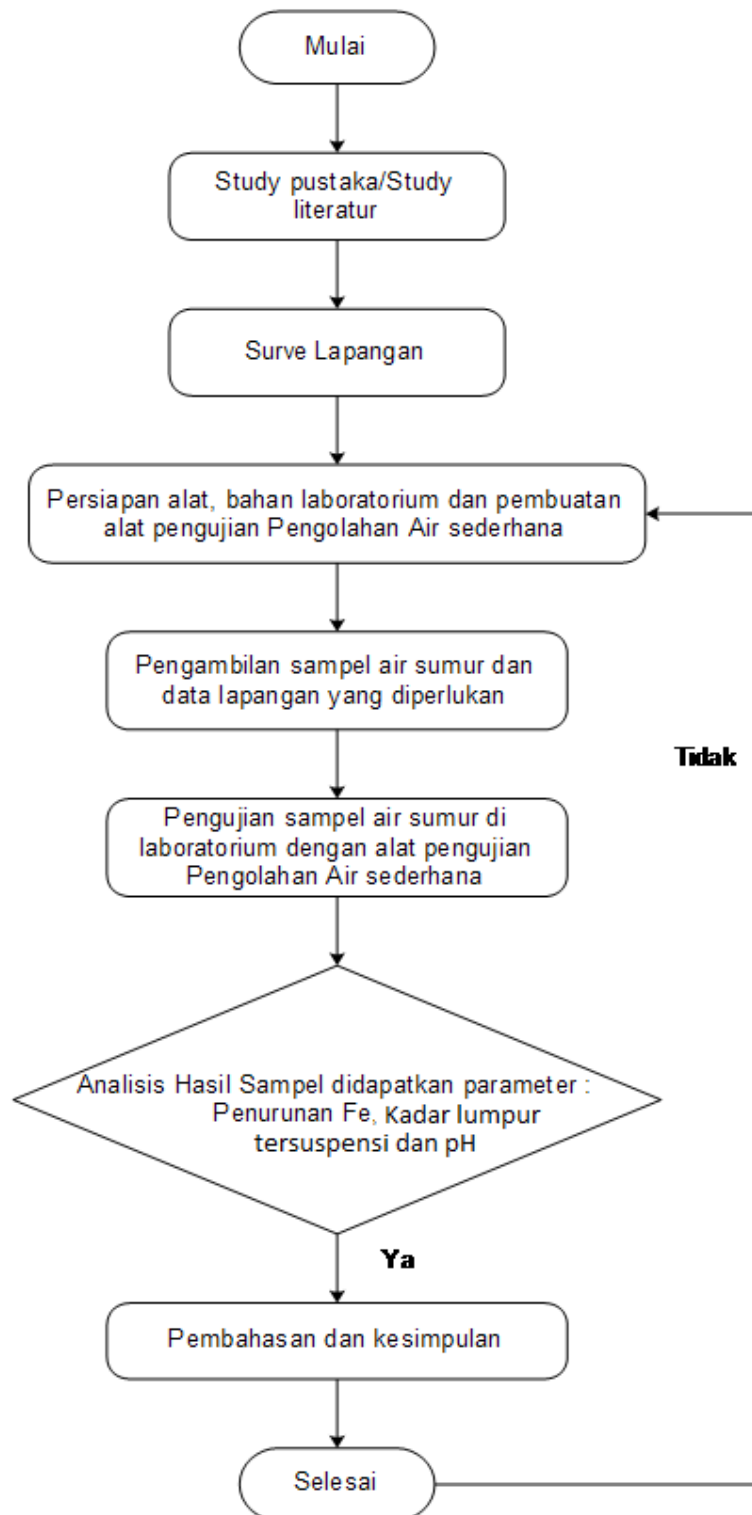 Mulai
Study pustaka/Study
literatur
Surve Lapangan
Persiapan alat, bahan laboratorium dan pembuatan
alat pengujian Pengolahan Air sederhana
Pengambilan sampel air sumur dan
data lapangan yang diperlukan
Tidak
Pengujian sampel air sumur di
laboratorium dengan alat pengujian
Pengolahan Air sederhana
Analisis Hasil Sampel didapatkan parameter :
Penurunan Fe, Kadar lumpur
tersuspensi dan pH
Ya
Pembahasan dan kesimpulan
Selesai